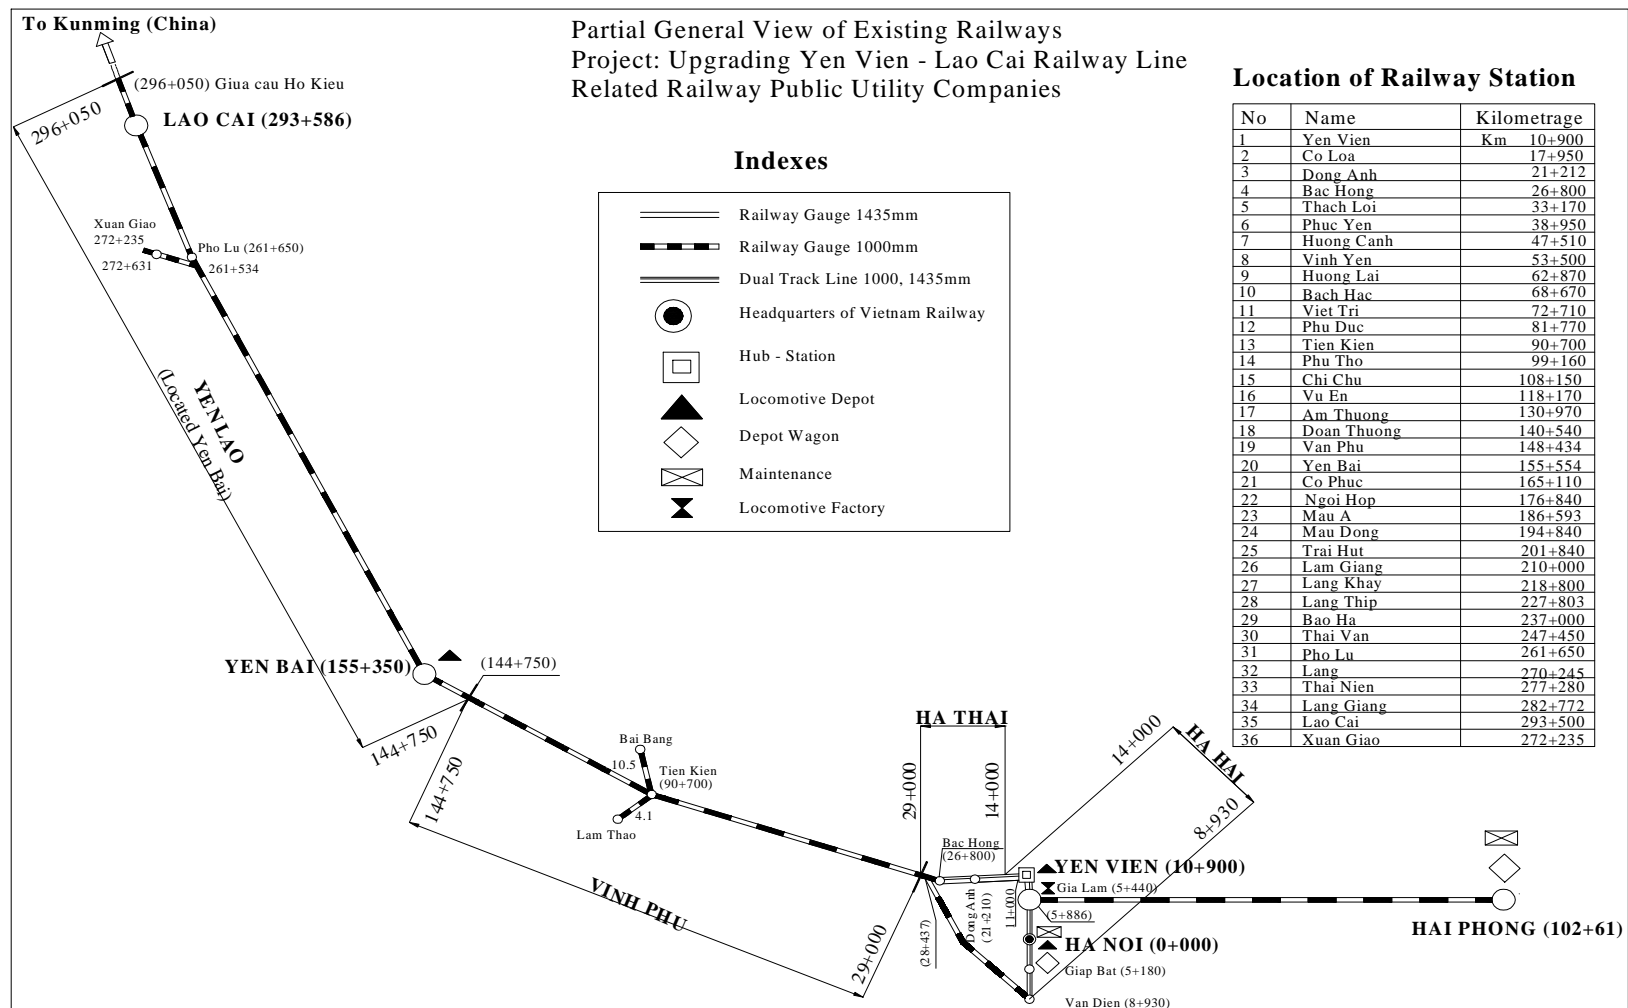 To Kunming (China)
Partial General View of Existing Railways
Project: Upgrading Yen Vien - Lao Cai Railway Line
Related Railway Public Utility Companies
(296+050) Giua cau Ho Kieu
296+050
LAO CAI (293+586)
Xuan Giao
272+235
272+631
Pho Lu (261+650)
261+534
YENLAO
(Located Yen Bai)
Indexes
Railway Gauge 1435mm
Railway Gauge 1000mm
Dual Track Line 1000, 1435mm
Headquarters of Vietnam Railway
Hub - Station
Locomotive Depot
Depot Wagon
Maintenance
Locomotive Factory
Location of Railway Station
No Name Kilometrage
1 Yen Vien Km 10+900
2 Co Loa 17+950
3 Dong Anh 21+212
4 Bac Hong 26+800
5 Thach Loi 33+170
6 Phuc Yen 38+950
7 Huong Canh 47+510
8 Vinh Yen 53+500
9 Huong Lai 62+870
10 Bach Hac 68+670
11 Viet Tri 72+710
12 Phu Duc 81+770
13 Tien Kien 90+700
14 Phu Tho 99+160
15 Chi Chu 108+150
16 Vu En 118+170
17 Am Thuong 130+970
18 Doan Thuong 140+540
19 Van Phu 148+434
20 Yen Bai 155+554
21 Co Phuc 165+110
22 Ngoi Hop 176+840
23 Mau A 186+593
24 Mau Dong 194+840
25 Trai Hut 201+840
26 Lam Giang 210+000
27 Lang Khay 218+800
28 Lang Thip 227+803
29 Bao Ha 237+000
30 Thai Van 247+450
31 Pho Lu 261+650
32 Lang 270+245
33 Thai Nien 277+280
34 Lang Giang 282+772
35 Lao Cai 293+500
36 Xuan Giao 272+235
YEN BAI (155+350)
(144+750)
144+750
144+750
Bai Bang
10.5
Tien Kien
(90+700)
4.1
Lam Thao
VINH PHU
29+000
HA THAI
29+000
14+000
14+000
HA HAI
8+930
Bac Hong
(26+800)
YEN VIEN (10+900)
Gia Lam (5+440)
(5+886)
11+000
Dong Anh
(21+210)
(28+437)
HA NOI (0+000)
Giap Bat (5+180)
Van Dien (8+930)
HAI PHONG (102+61)